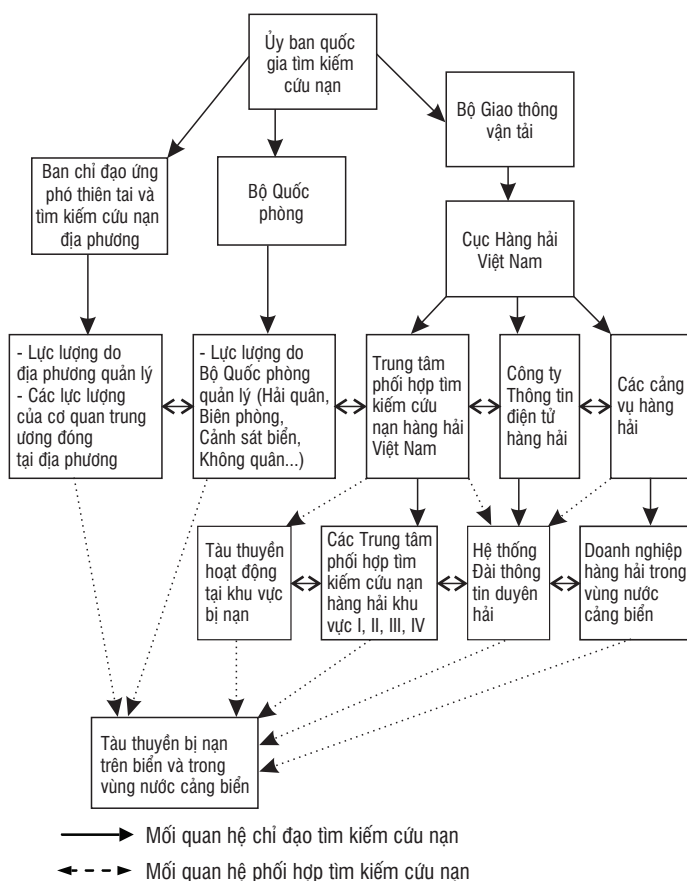 Ủy ban quốc
gia tìm kiếm
cứu nạn
Bộ Giao thông
vận tải
Ban chỉ đạo ứng
phó thiên tai và
tìm kiếm cứu nạn
địa phương
Bộ Quốc
phòng
Cục Hàng hải
Việt Nam
- Lực lượng do
địa phương quản lý
- Các lực lượng
của cơ quan trung
ương đóng
tại địa phương
- Lực lượng do
Bộ Quốc phòng
quản lý (Hải quân,
Biên phòng,
Cảnh sát biển,
Không quân...)
Trung tâm
phối hợp tìm
kiếm cứu
nạn hàng hải
Việt Nam
Công ty
Thông tin
điện tử
hàng hải
Các cảng
vụ hàng
hải
Tàu thuyền
hoạt động
tại khu vực
bị nạn
Các Trung tâm
phối hợp tìm
kiếm cứu nạn
hàng hải khu
vực I, II, III, IV
Hệ thống
Đài thông
tin duyên
hải
Doanh nghiệp
hàng hải trong
vùng nước
cảng biển
Tàu thuyền bị nạn
trên biển và trong
vùng nước cảng biển
Mối quan hệ chỉ đạo tìm kiếm cứu nạn
Mối quan hệ phối hợp tìm kiếm cứu nạn